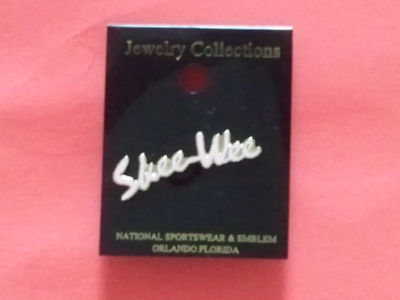 Jewelry Collections
Shee-Wee
NATIONAL SPORTSWEAR & EMBLEM
ORLANDO, FLORIDA